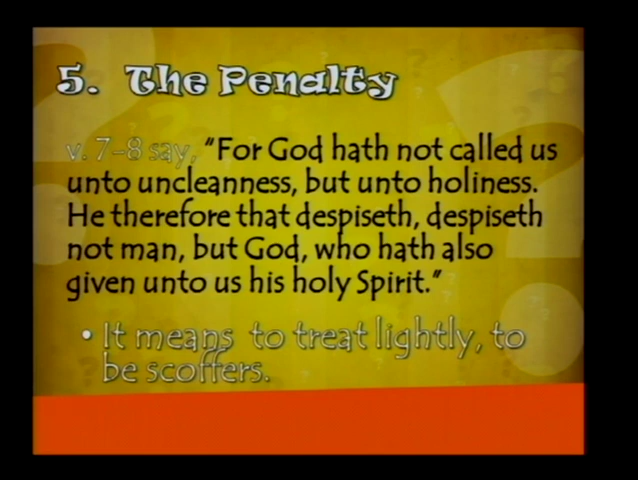 5. The Penalty
v. 7-8 say, "For God hath not called us
unto uncleanness, but unto holiness.
He therefore that despiseth, despiseth
not man, but God, who hath also
given unto us his holy Spirit."
• It means to treat lightly, to
be scoffers.